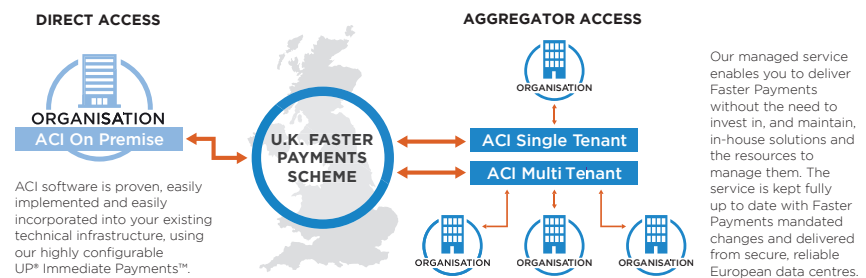 DIRECT ACCESS
ORGANISATION
ACI On Premise
ACI software is proven, easily
implemented and easily
incorporated into your existing
technical infrastructure, using
our highly configurable
UP® Immediate Payments™.
U.K. FASTER
PAYMENTS
SCHEME
AGGREGATOR ACCESS
ORGANISATION
ACI Single Tenant
ACI Multi Tenant
ORGANISATION
ORGANISATION
ORGANISATION
Our managed service
enables you to deliver
Faster Payments
without the need to
invest in, and maintain,
in-house solutions and
the resources to
manage them. The
service is kept fully
up to date with Faster
Payments mandated
changes and delivered
from secure, reliable
European data centres.